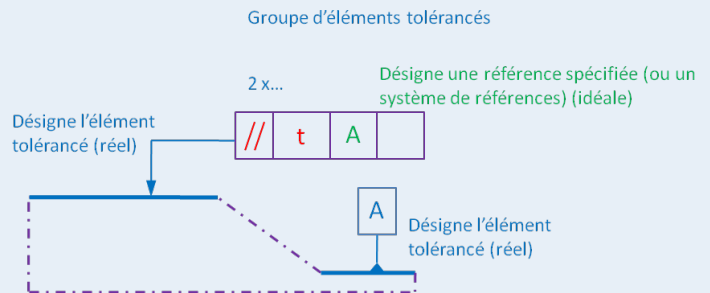 Groupe d'éléments tolérancés
2 x...
Désigne une référence spécifiée (ou un
système de références) (idéale)
Désigne l'élément
tolérancé (réel)
// t A
A
Désigne l'élément
tolérancé (réel)